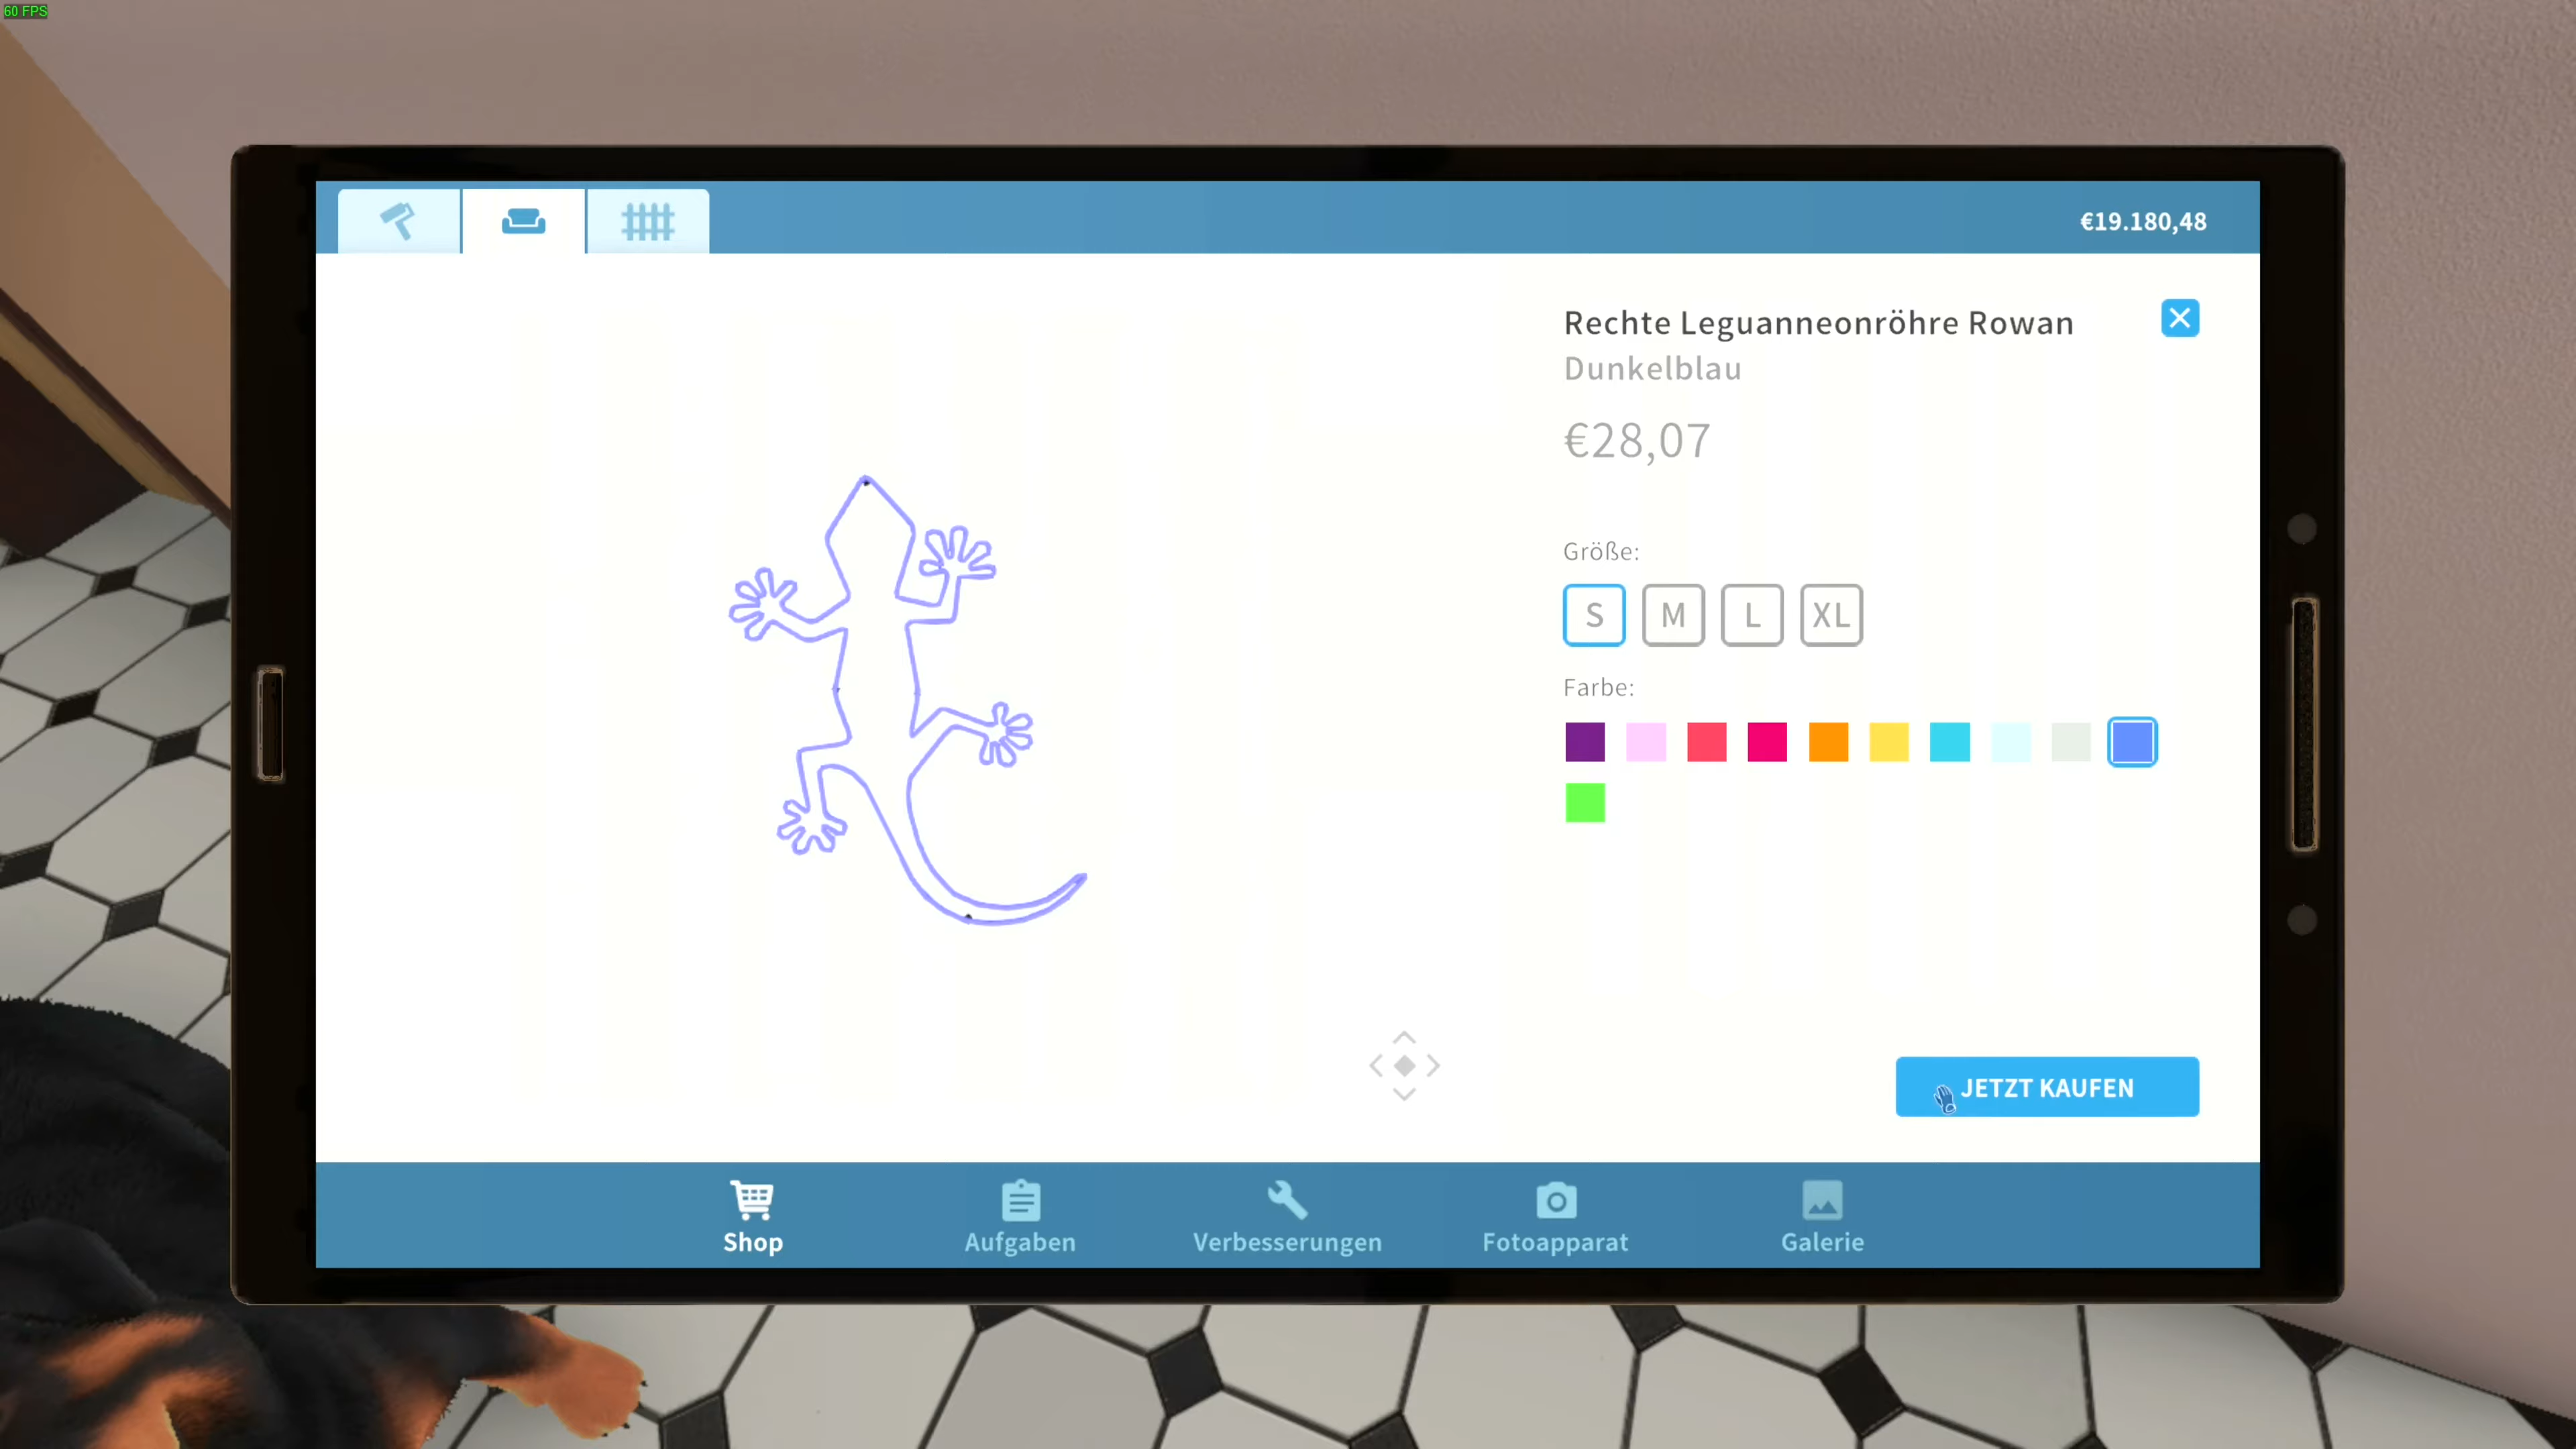 60 FPS
€19.180,48
Rechte Leguanneonröhre Rowan
Dunkelblau
€28,07
Größe:
S M L XL
Farbe:
JETZT KAUFEN
Shop Aufgaben Verbesserungen Fotoapparat Galerie